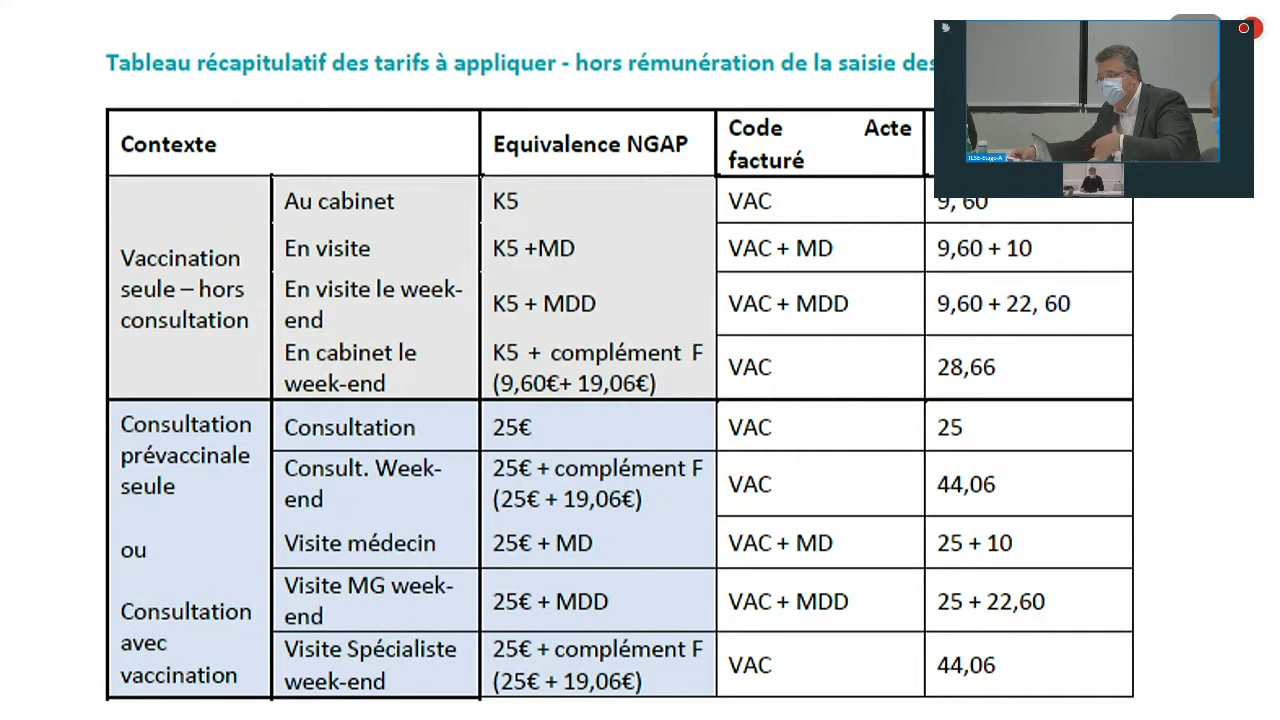 Tableau récapitulatif des tarifs à appliquer - hors rémunération de la saisie des
Contexte
Equivalence NGAP
Code Acte
facturé
Vaccination
seule – hors
consultation
Au cabinet
K5
VAC
9, 60
En visite
K5 +MD
VAC + MD
9,60 + 10
En visite le week-
end
K5 + MDD
VAC + MDD
9,60 + 22, 60
En cabinet le
week-end
K5 + complément F
(9,60€+ 19,06€)
VAC
28,66
Consultation
prévaccinale
seule
ou
Consultation
avec
vaccination
Consultation
25€
VAC
25
Consult. Week-
end
25€ + complément F
(25€ + 19,06€)
VAC
44,06
Visite médecin
25€ + MD
VAC + MD
25 + 10
Visite MG week-
end
25€ + MDD
VAC + MDD
25 + 22,60
Visite Spécialiste
week-end
25€ + complément F
(25€ + 19,06€)
VAC
44,06